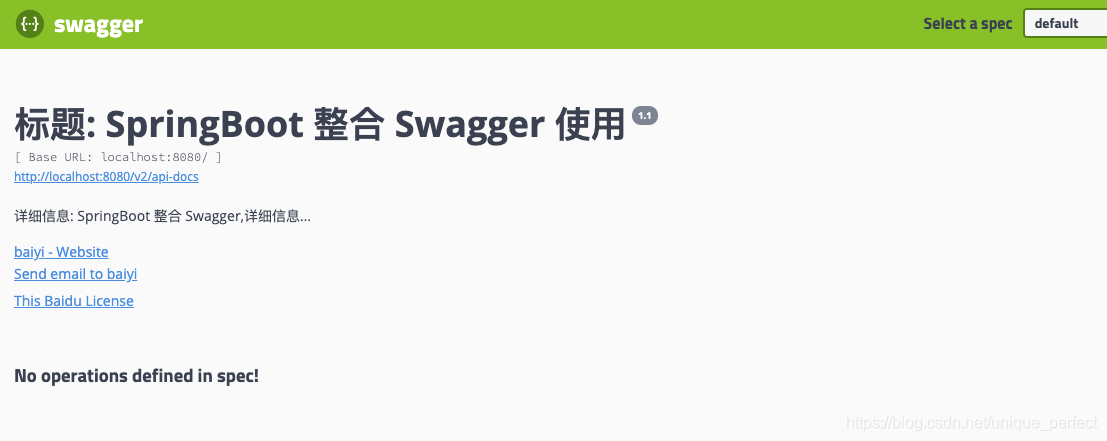 swagger
Select a spec default
标题: SpringBoot 整合 Swagger 使用 1.1
[ Base URL: localhost:8080/ ]
http://localhost:8080/v2/api-docs
详细信息: SpringBoot 整合 Swagger,详细信息...
baiyi - Website
Send email to baiyi
This Baidu License
No operations defined in spec!
https://blog.csdn.net/unique_perfect